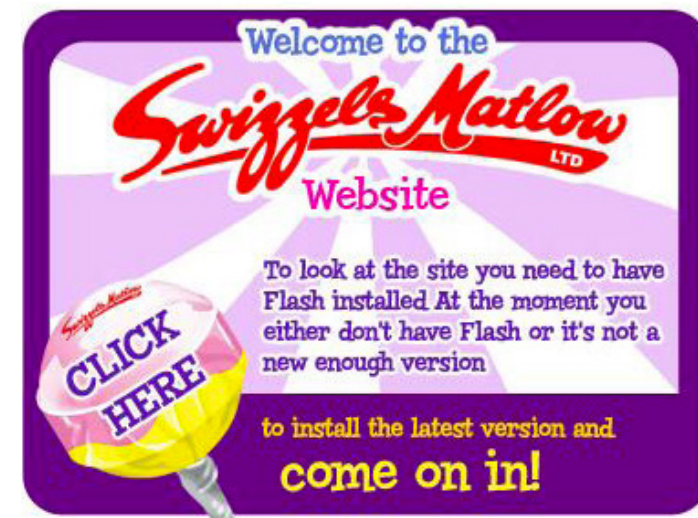 Welcome to the
Swizzels Matlow
LTD
Website
To look at the site you need to have
Flash installed At the moment you
either don't have Flash or it's not a
new enough version
Swizzels Matlow
CLICK
HERE
to install the latest version and
come on in!